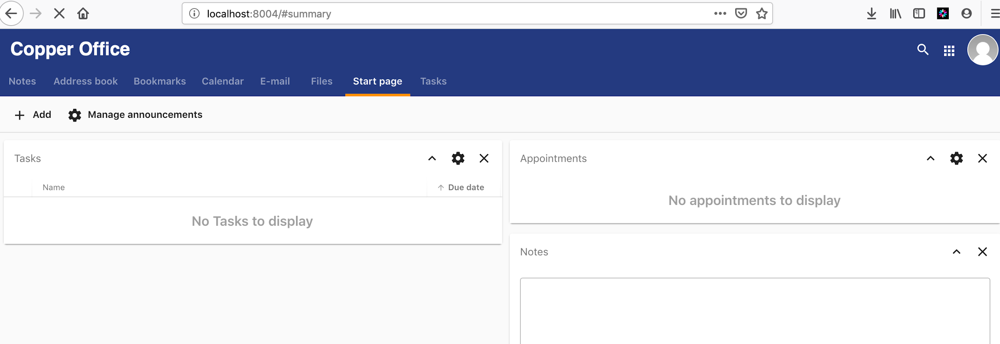 localhost:8004/#summary
Copper Office
Notes Address book Bookmarks Calendar E-mail Files Start page Tasks
Add Manage announcements
Tasks
Name Due date
No Tasks to display
Appointments
No appointments to display
Notes